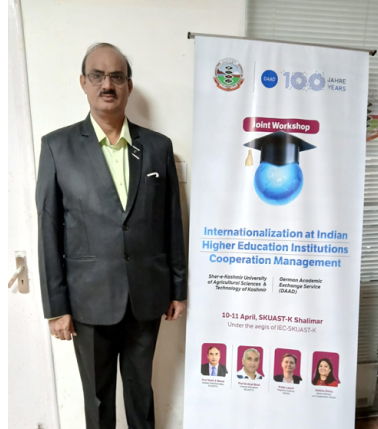 DAAD
100 JAHRE
YEARS
Joint Workshop
Internationalization at Indian
Higher Education Institutions
Cooperation Management
Sher-e-Kashmir University
of Agricultural Sciences &
Technology of Kashmir
German Academic
Exchange Service
(DAAD)
10-11 April, SKUAST-K Shalimar
Under the aegis of IEC-SKUAST-K